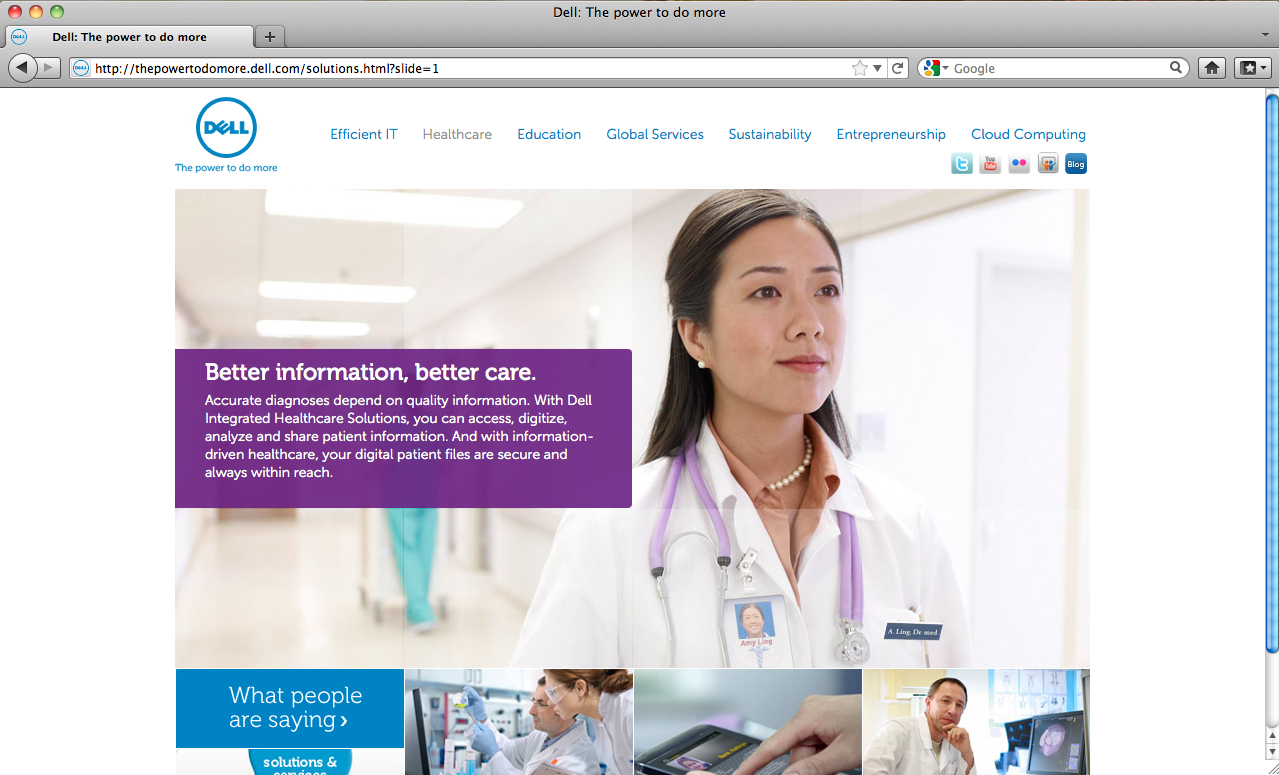 Dell: The power to do more
Dell: The power to do more
http://thepowertodomore.dell.com/solutions.html?slide=1
Google
DELL
The power to do more
Efficient IT
Healthcare
Education
Global Services
Sustainability
Entrepreneurship
Cloud Computing
You
Tube
Blog
Better information, better care.
Accurate diagnoses depend on quality information. With Dell
Integrated Healthcare Solutions, you can access, digitize,
analyze and share patient information. And with information-
driven healthcare, your digital patient files are secure and
always within reach.
Amy Ling
A. Ling, Dr. med.
What people
are saying ›
solutions &
services